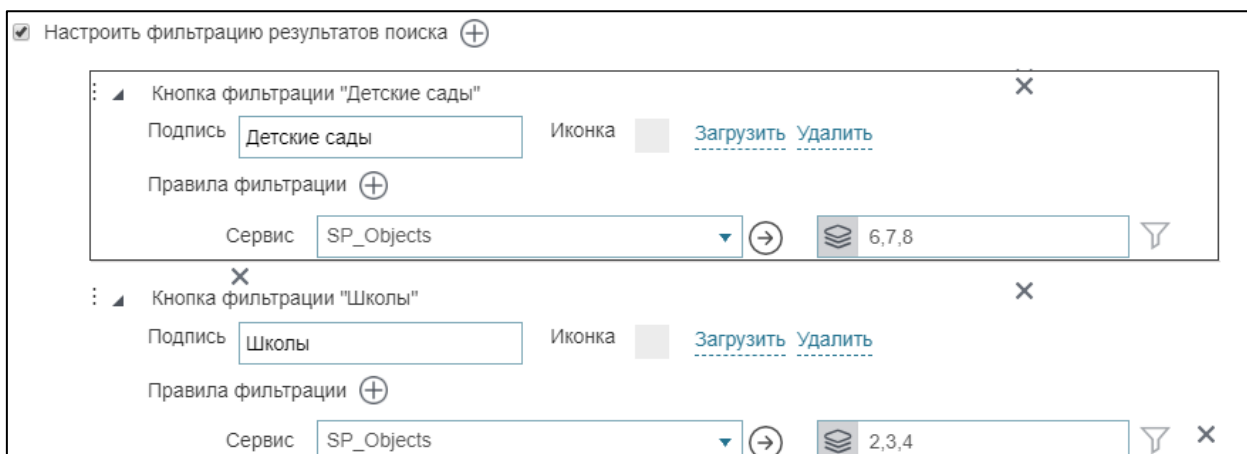 Настроить фильтрацию результатов поиска
Кнопка фильтрации "Детские сады"
Подпись Детские сады Иконка Загрузить Удалить
Правила фильтрации
Сервис SP_Objects 6,7,8
Кнопка фильтрации "Школы"
Подпись Школы Иконка Загрузить Удалить
Правила фильтрации
Сервис SP_Objects 2,3,4